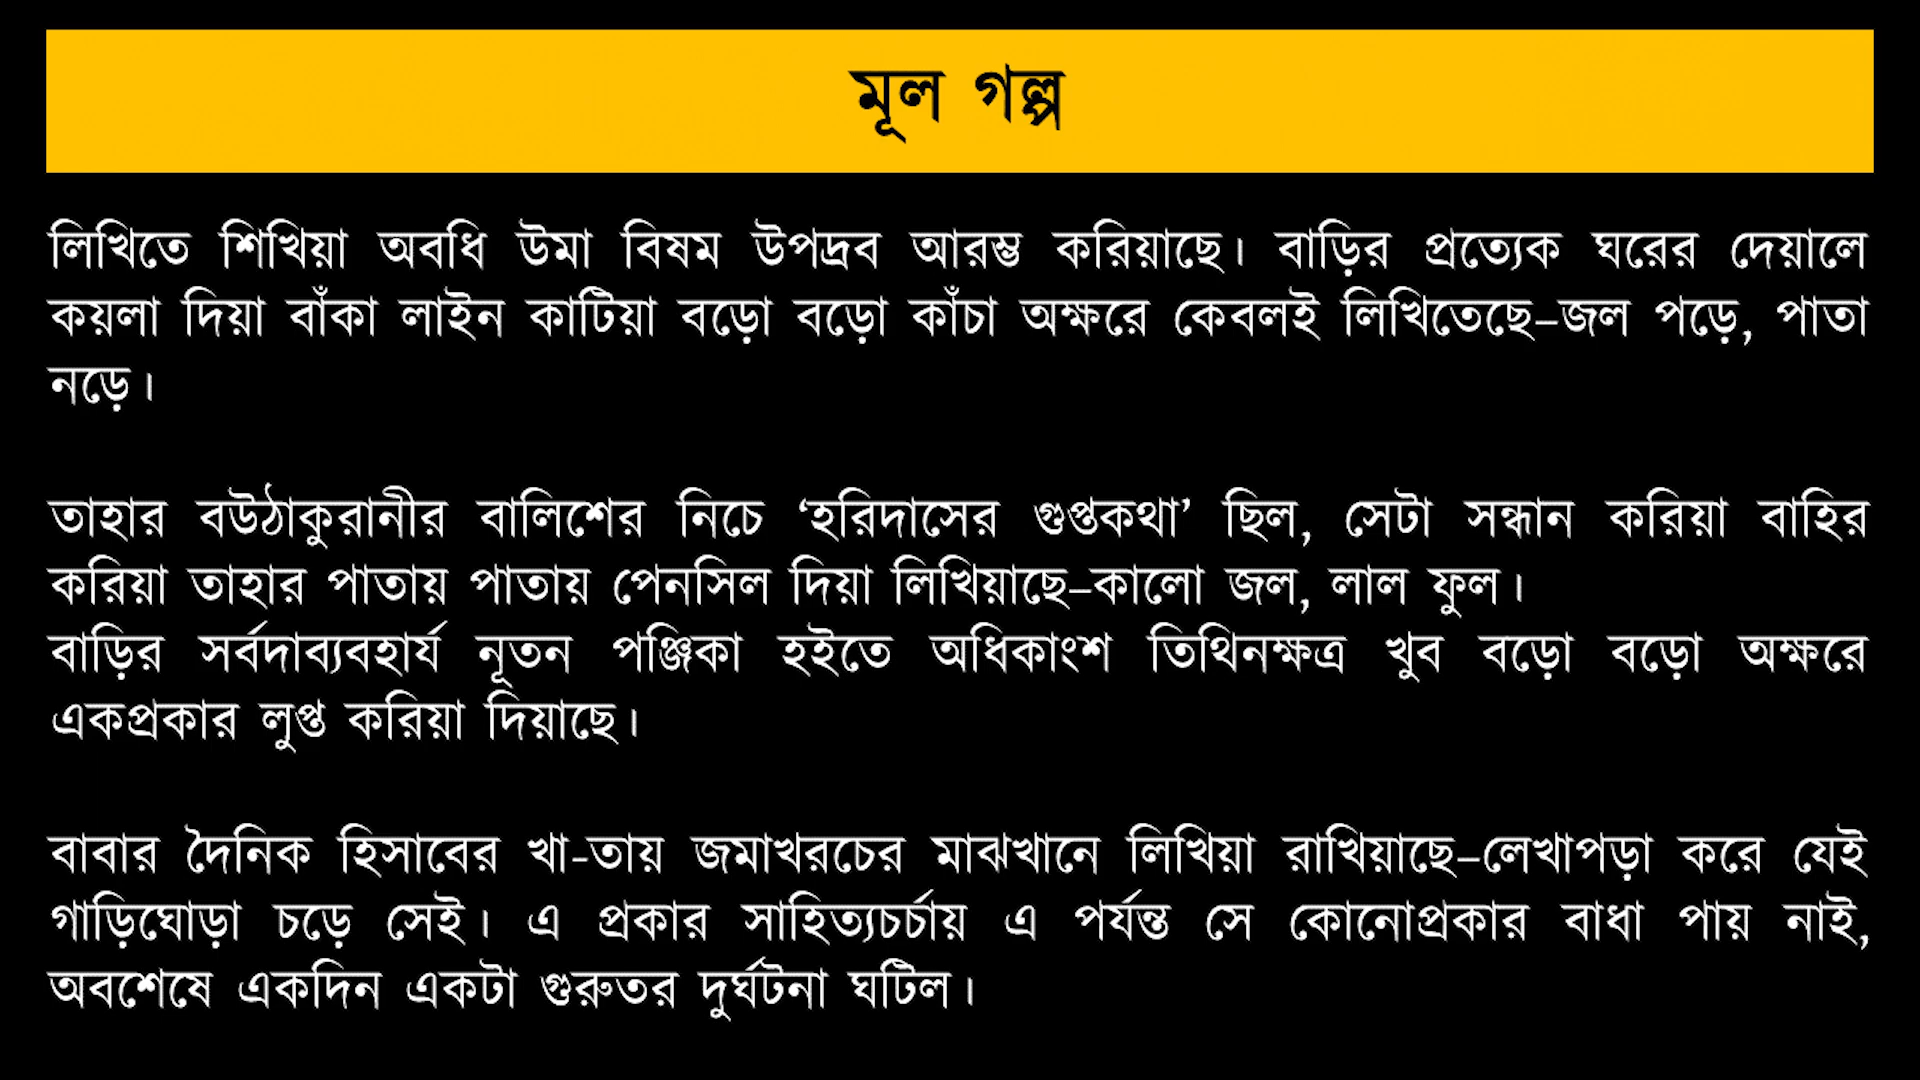 মূল গল্প
লিখিতে শিখিয়া অবধি উমা বিষম উপদ্রব আরম্ভ করিয়াছে। বাড়ির প্রত্যেক ঘরের দেয়ালে
কয়লা দিয়া বাঁকা লাইন কাটিয়া বড়ো বড়ো কাঁচা অক্ষরে কেবলই লিখিতেছে–জল পড়ে, পাতা
নড়ে।
তাহার বউঠাকুরানীর বালিশের নিচে ‘হরিদাসের গুপ্তকথা’ ছিল, সেটা সন্ধান করিয়া বাহির
করিয়া তাহার পাতায় পাতায় পেনসিল দিয়া লিখিয়াছে–কালো জল, লাল ফুল।
বাড়ির সর্বদাব্যবহার্য নূতন পঞ্জিকা হইতে অধিকাংশ তিথিনক্ষত্র খুব বড়ো বড়ো অক্ষরে
একপ্রকার লুপ্ত করিয়া দিয়াছে।
বাবার দৈনিক হিসাবের খা-তায় জমাখরচের মাঝখানে লিখিয়া রাখিয়াছে–লেখাপড়া করে যেই
গাড়িঘোড়া চড়ে সেই। এ প্রকার সাহিত্যচর্চায় এ পর্যন্ত সে কোনোপ্রকার বাধা পায় নাই,
অবশেষে একদিন একটা গুরুতর দুর্ঘটনা ঘটিল।